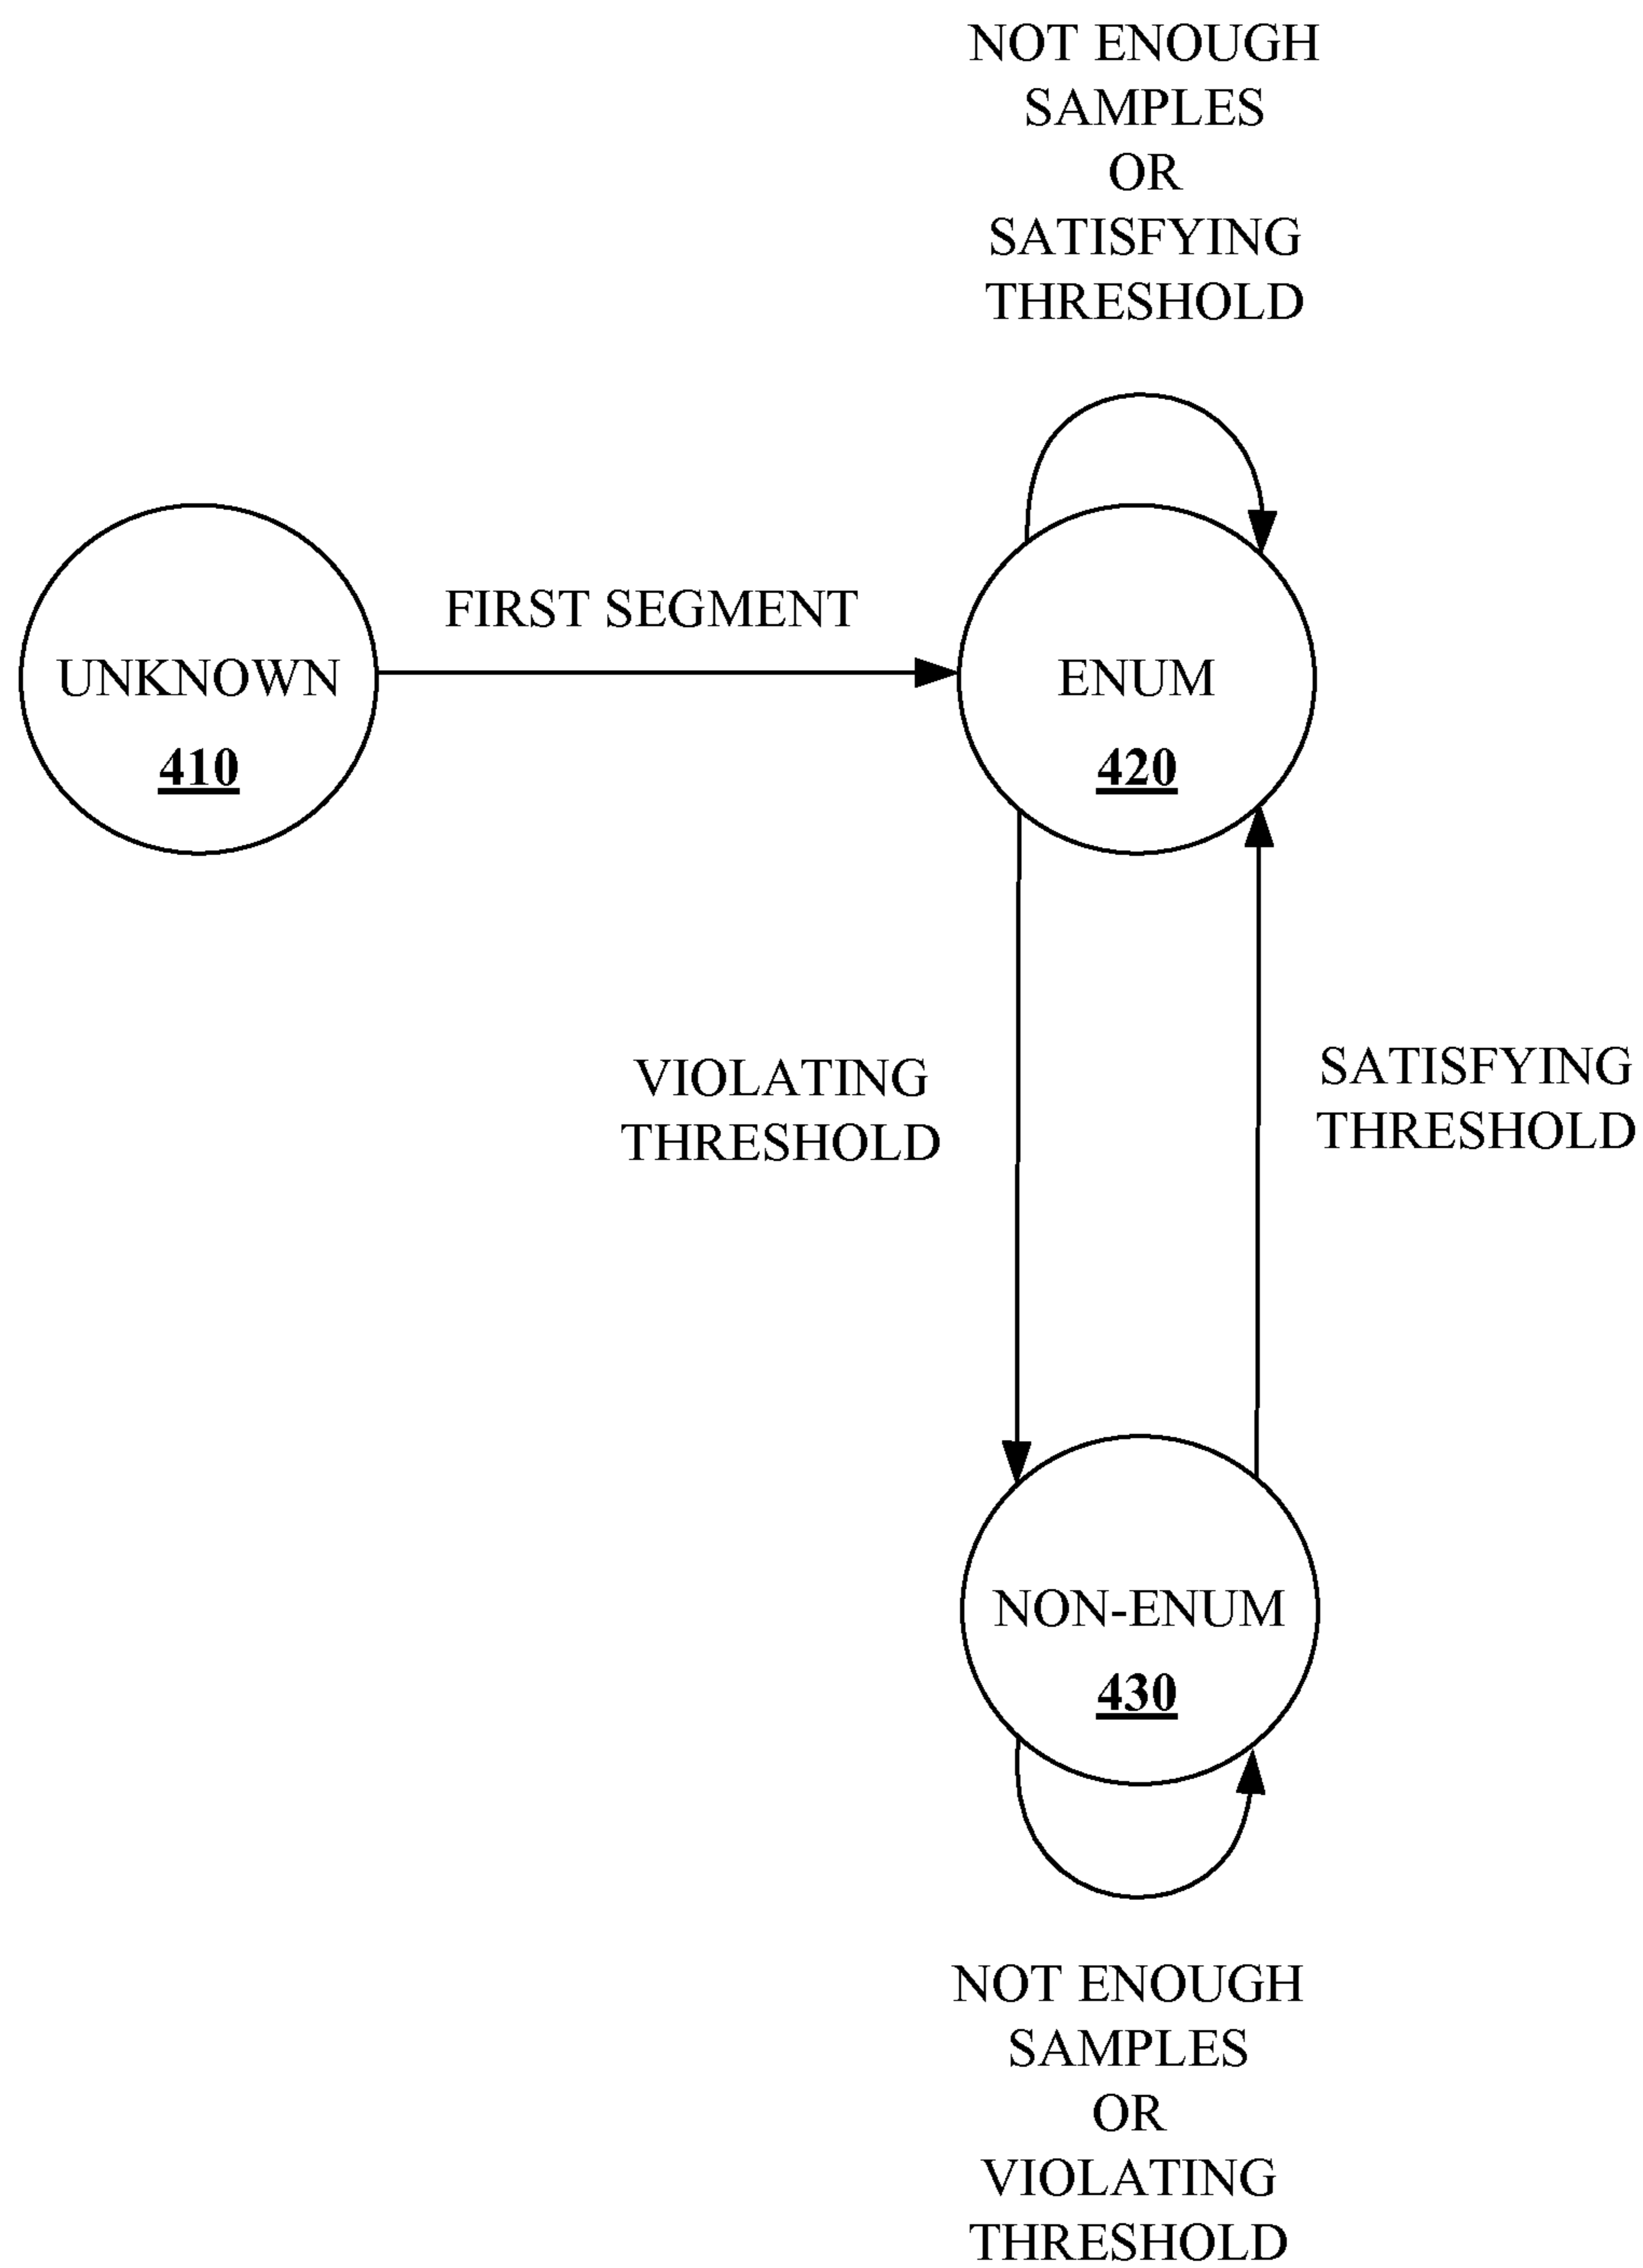 NOT ENOUGH
SAMPLES
OR
SATISFYING
THRESHOLD
FIRST SEGMENT
UNKNOWN
410
ENUM
420
VIOLATING
THRESHOLD
SATISFYING
THRESHOLD
NON-ENUM
430
NOT ENOUGH
SAMPLES
OR
VIOLATING
THRESHOLD